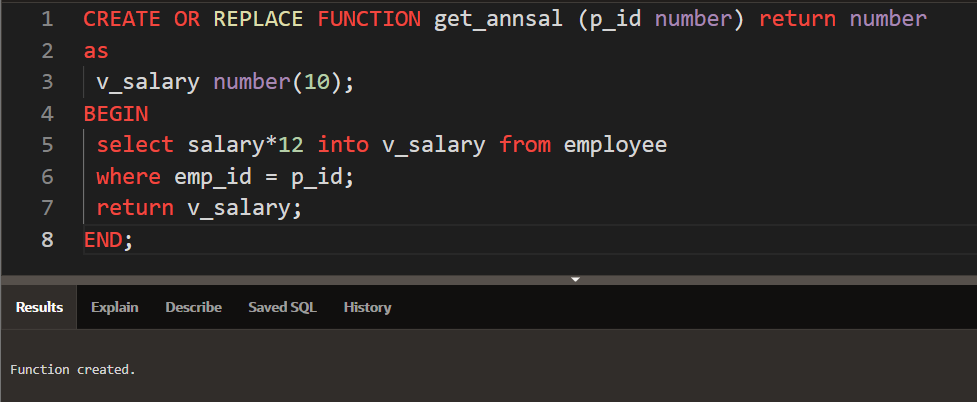 1 CREATE OR REPLACE FUNCTION get_annsal (p_id number) return number
2 as
3 v_salary number(10);
4 BEGIN
5 select salary*12 into v_salary from employee
6 where emp_id = p_id;
7 return v_salary;
8 END;
Results Explain Describe Saved SQL History
Function created.